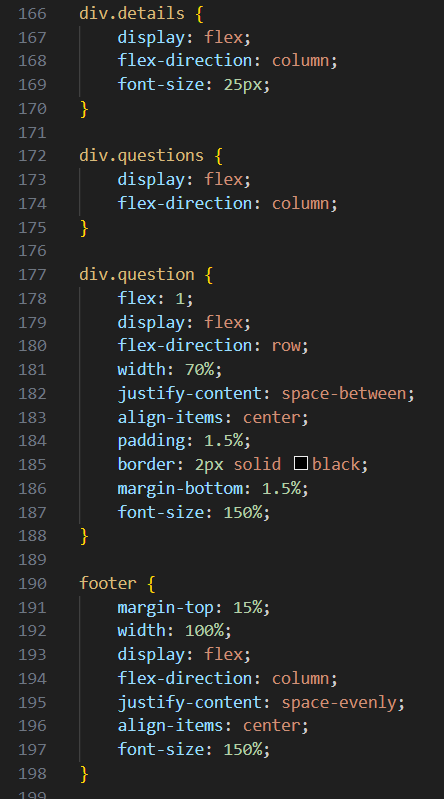 166 div.details {
167 display: flex;
168 flex-direction: column;
169 font-size: 25px;
170 }
171
172 div.questions {
173 display: flex;
174 flex-direction: column;
175 }
176
177 div.question {
178 flex: 1;
179 display: flex;
180 flex-direction: row;
181 width: 70%;
182 justify-content: space-between;
183 align-items: center;
184 padding: 1.5%;
185 border: 2px solid black;
186 margin-bottom: 1.5%;
187 font-size: 150%;
188 }
189
190 footer {
191 margin-top: 15%;
192 width: 100%;
193 display: flex;
194 flex-direction: column;
195 justify-content: space-evenly;
196 align-items: center;
197 font-size: 150%;
198 }
199